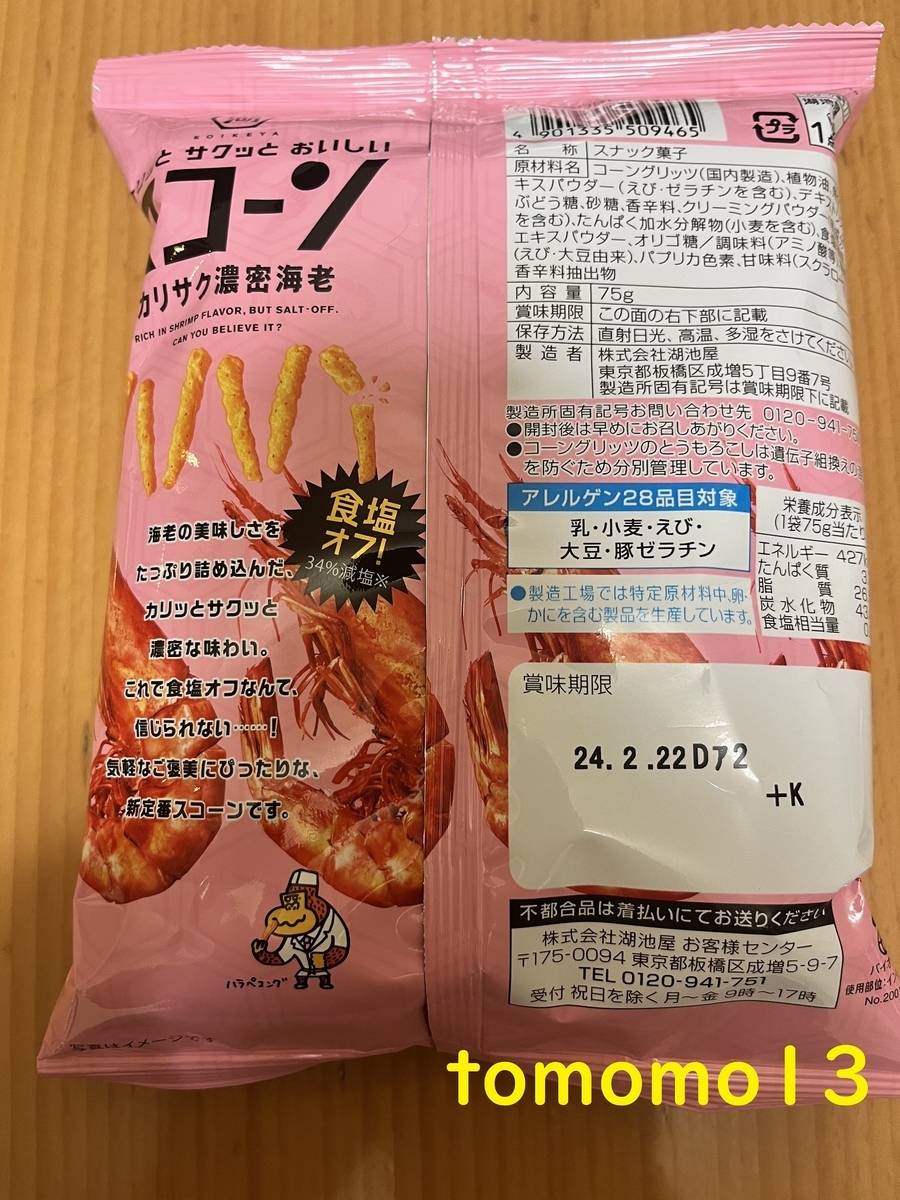 KOIKEYA
サクッと おいしい
コーン
カリサク濃密海老
RICH IN SHRIMP FLAVOR, BUT SALT-OFF.
CAN YOU BELIEVE IT?
食塩
オフ!
34%減塩※
海老の美味しさを
たっぷり詰め込んだ、
カリッとサクッと
濃密な味わい。
これで食塩オフなんて、
信じられない……!
気軽なご褒美にぴったりな、
新定番スコーンです。
ハラペコング
写真はイメージです
4 901335 509465
プラ
名称 スナック菓子
原材料名 コーングリッツ(国内製造)、植物油、
キスパウダー(えび・ゼラチンを含む)、デキ
ぶどう糖、砂糖、香辛料、クリーミングパウダー
を含む)、たんぱく加水分解物(小麦を含む)、食
エキスパウダー、オリゴ糖/調味料(アミノ酸等
(えび・大豆由来)、パプリカ色素、甘味料(スクラロー
香辛料抽出物
内容量 75g
賞味期限 この面の右下部に記載
保存方法 直射日光、高温、多湿をさけてください
製造者 株式会社湖池屋
東京都板橋区成増5丁目9番7号
製造所固有記号は賞味期限下に記載
製造所固有記号お問い合わせ先 0120-941-75
●開封後は早めにお召しあがりください。
●コーングリッツのとうもろこしは遺伝子組換えの
を防ぐため分別管理しています。
アレルゲン28品目対象
乳・小麦・えび・
大豆・豚ゼラチン
●製造工場では特定原材料中、卵・
かにを含む製品を生産しています。
栄養成分表示
(1袋75g当たり
エネルギー 427k
たんぱく質 3
脂質 26
炭水化物 43
食塩相当量 0
賞味期限
24.2.22D72
+K
不都合品は着払いにてお送りください
株式会社湖池屋 お客様センター
〒175-0094 東京都板橋区成増5-9-7
TEL 0120-941-751
受付 祝日を除く月～金 9時～17時
使用部位:イン
No.200
tomomo13